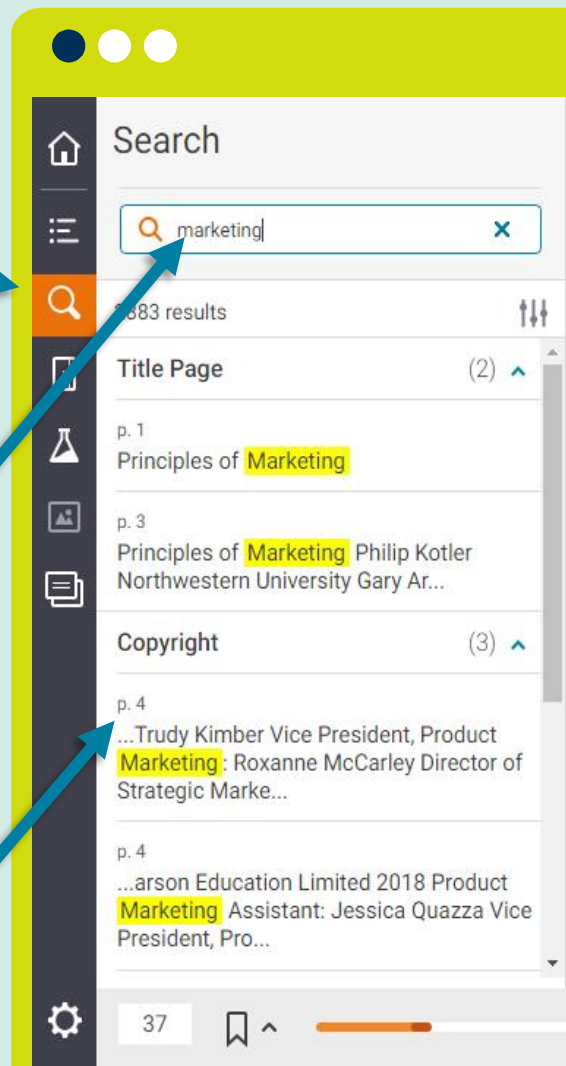 Search
marketing
883 results
Title Page (2)
p. 1
Principles of Marketing
p. 3
Principles of Marketing Philip Kotler
Northwestern University Gary Ar...
Copyright (3)
p. 4
...Trudy Kimber Vice President, Product
Marketing: Roxanne McCarley Director of
Strategic Marke...
p. 4
...arson Education Limited 2018 Product
Marketing Assistant: Jessica Quazza Vice
President, Pro...
37